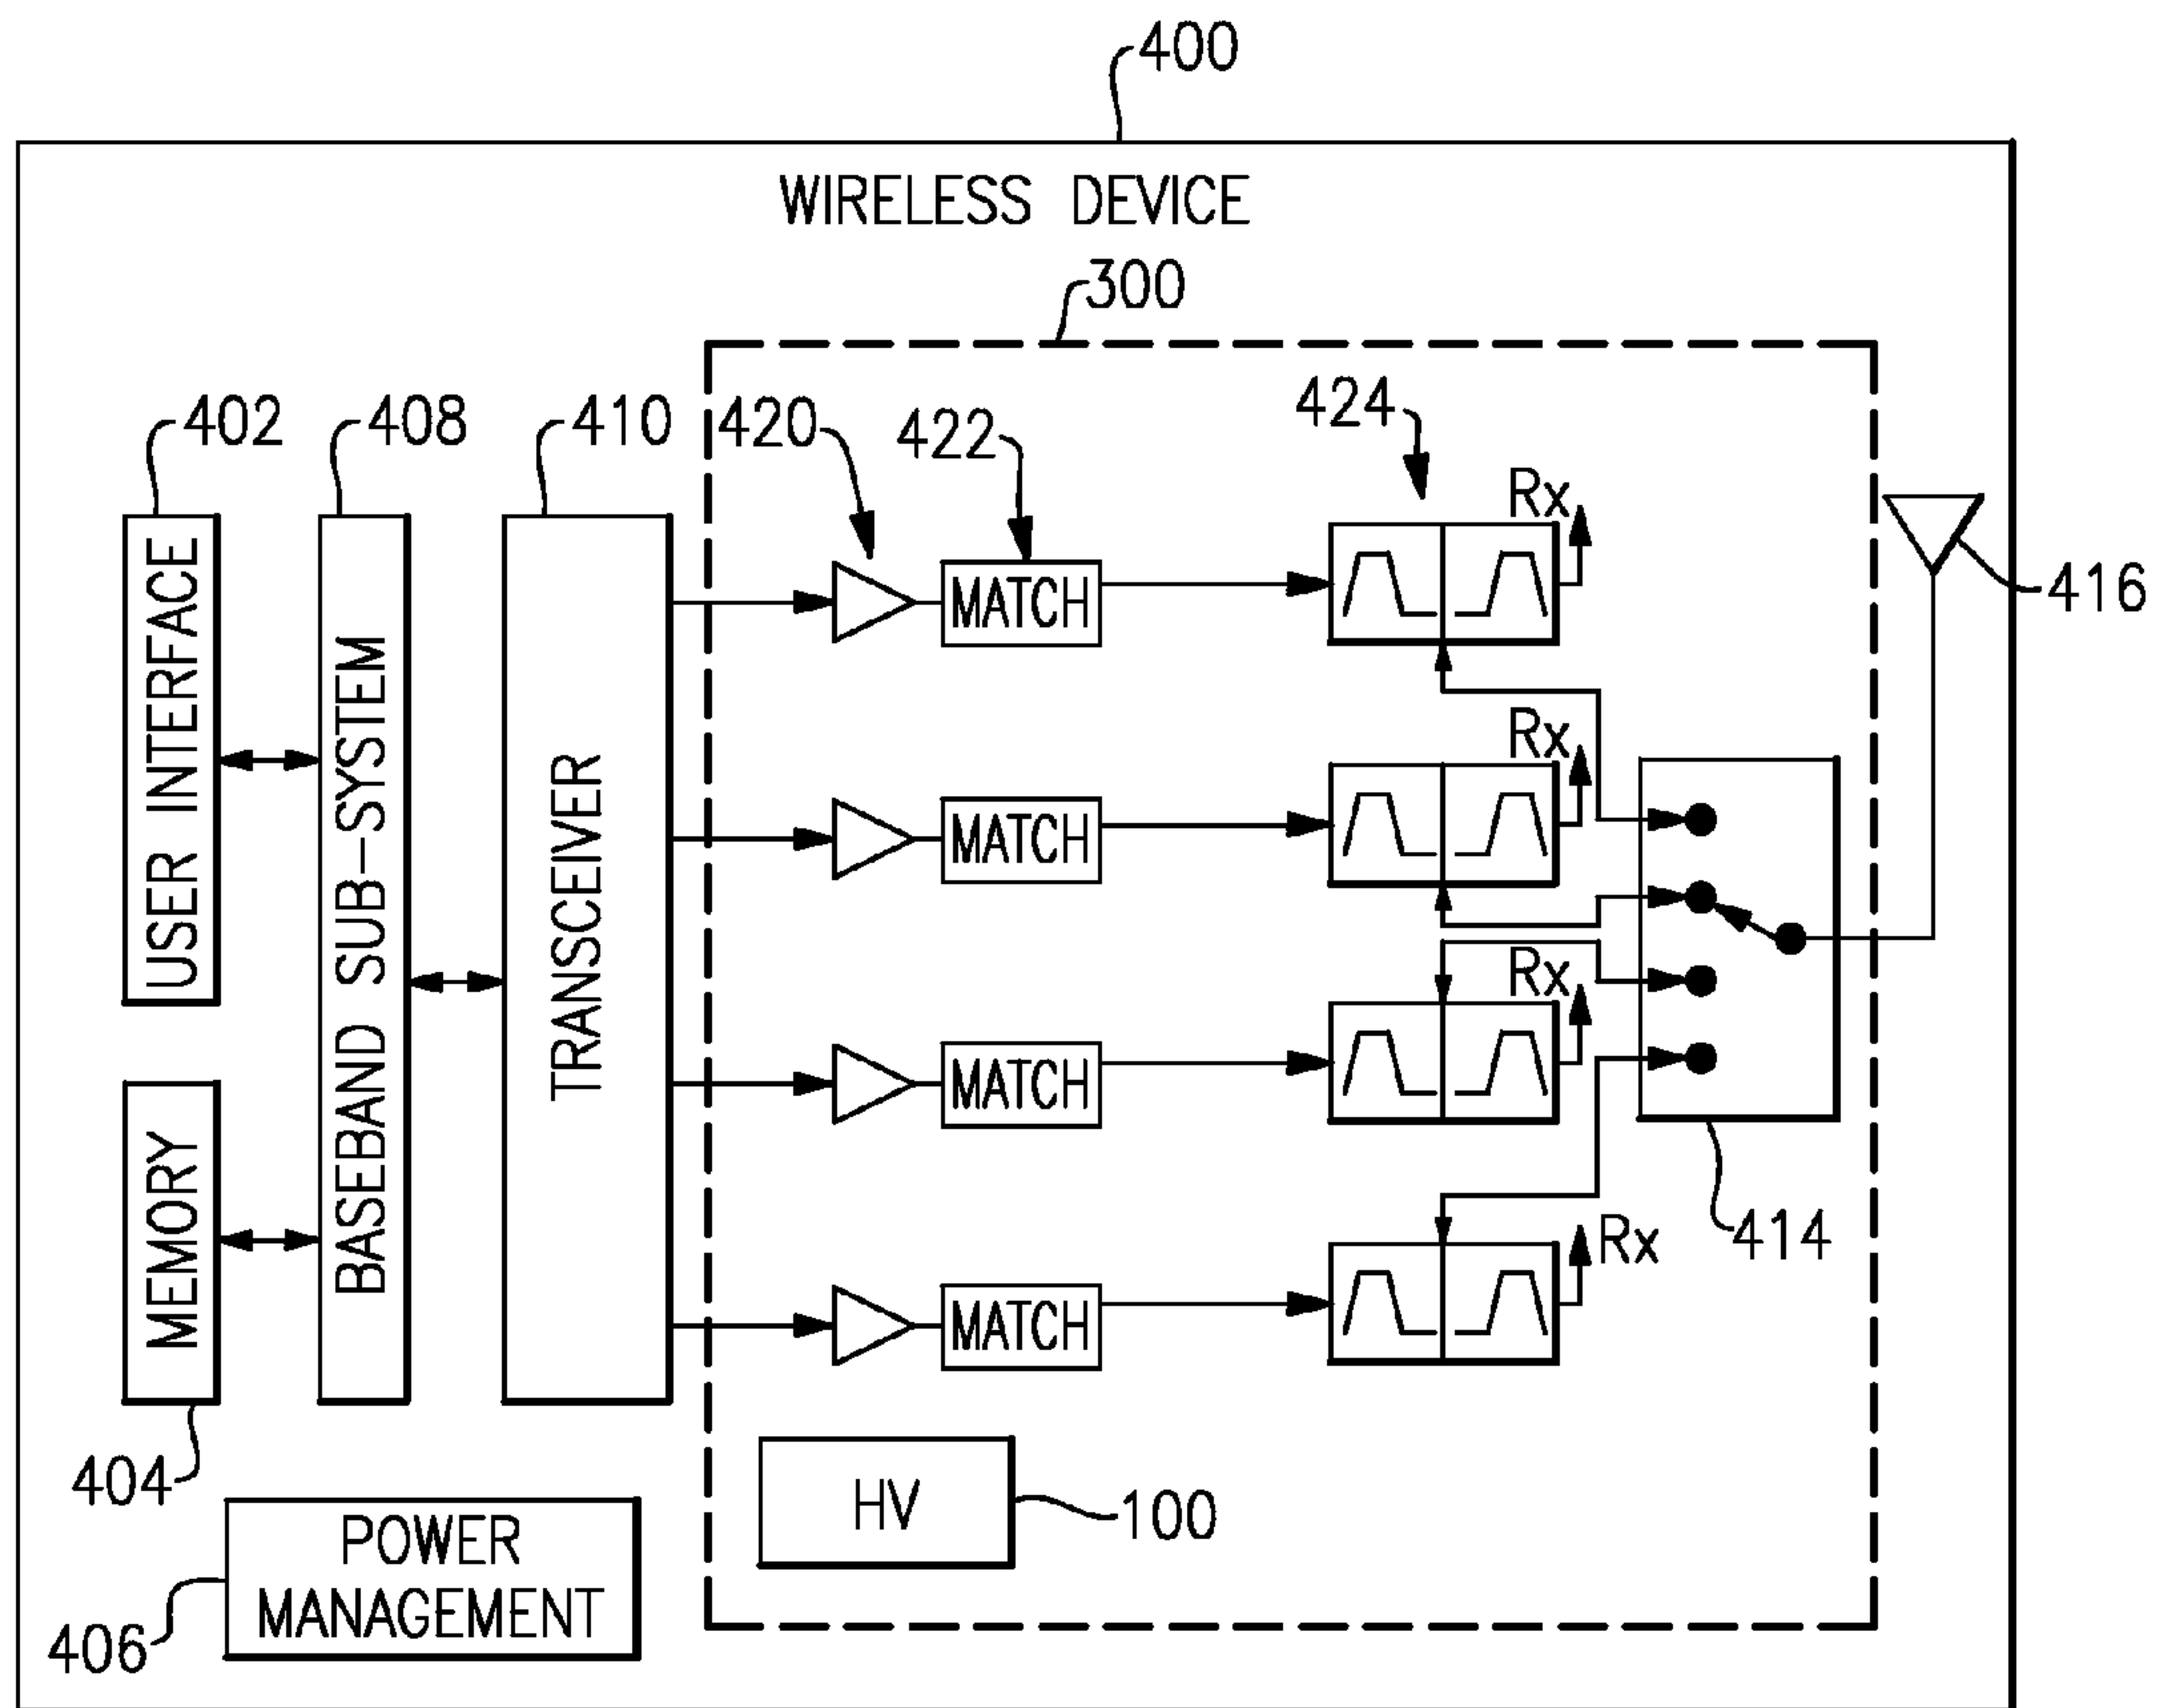 400
WIRELESS DEVICE
300
402
408
410
420
422
424
Rx
USER INTERFACE
BASEBAND SUB-SYSTEM
TRANSCEIVER
MATCH
416
Rx
MATCH
Rx
MATCH
MEMORY
Rx
MATCH
414
404
HV
100
POWER
MANAGEMENT
406